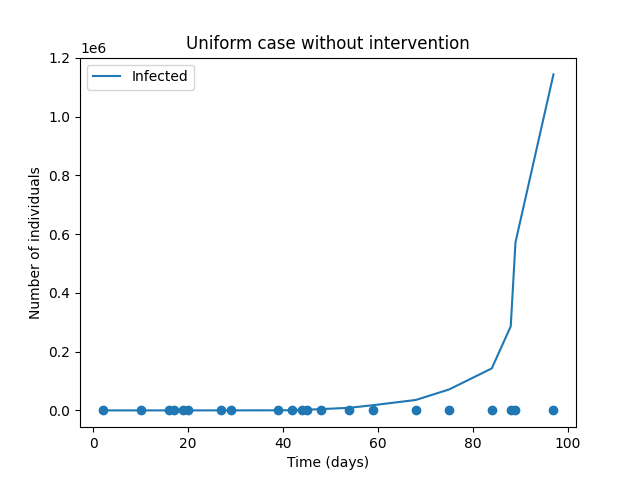 Uniform case without intervention
1e6
Infected
1.2
1.0
0.8
0.6
0.4
0.2
0.0
Number of individuals
0 20 40 60 80 100
Time (days)